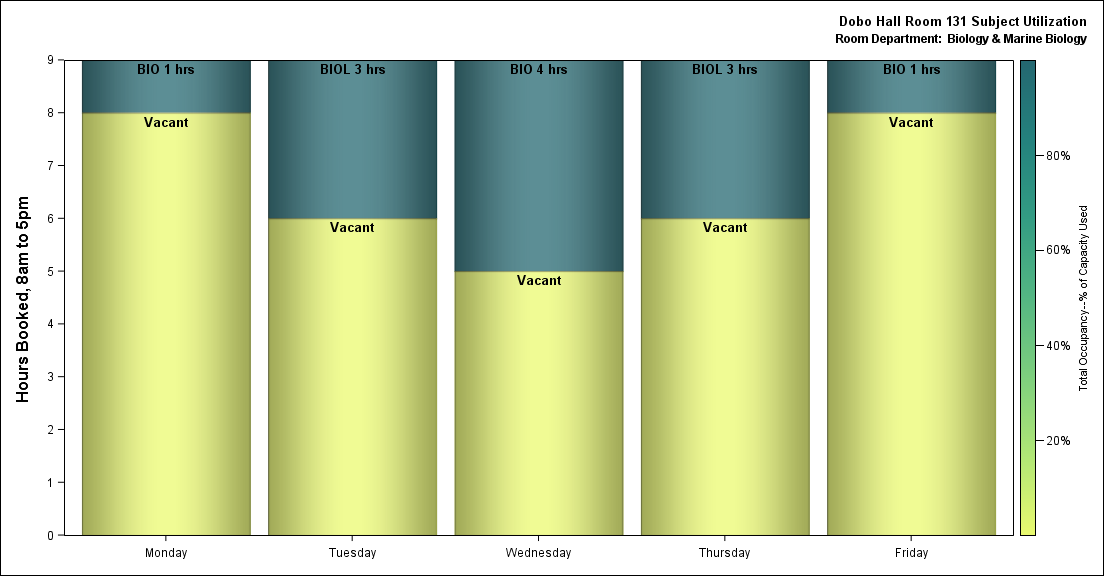 Dobo Hall Room 131 Subject Utilization
Room Department: Biology & Marine Biology
Hours Booked, 8am to 5pm
9
8
7
6
5
4
3
2
1
0
BIO 1 hrs
BIOL 3 hrs
BIO 4 hrs
BIOL 3 hrs
BIO 1 hrs
Vacant
Vacant
Vacant
Vacant
Vacant
Monday
Tuesday
Wednesday
Thursday
Friday
80%
60%
40%
20%
Total Occupancy--% of Capacity Used